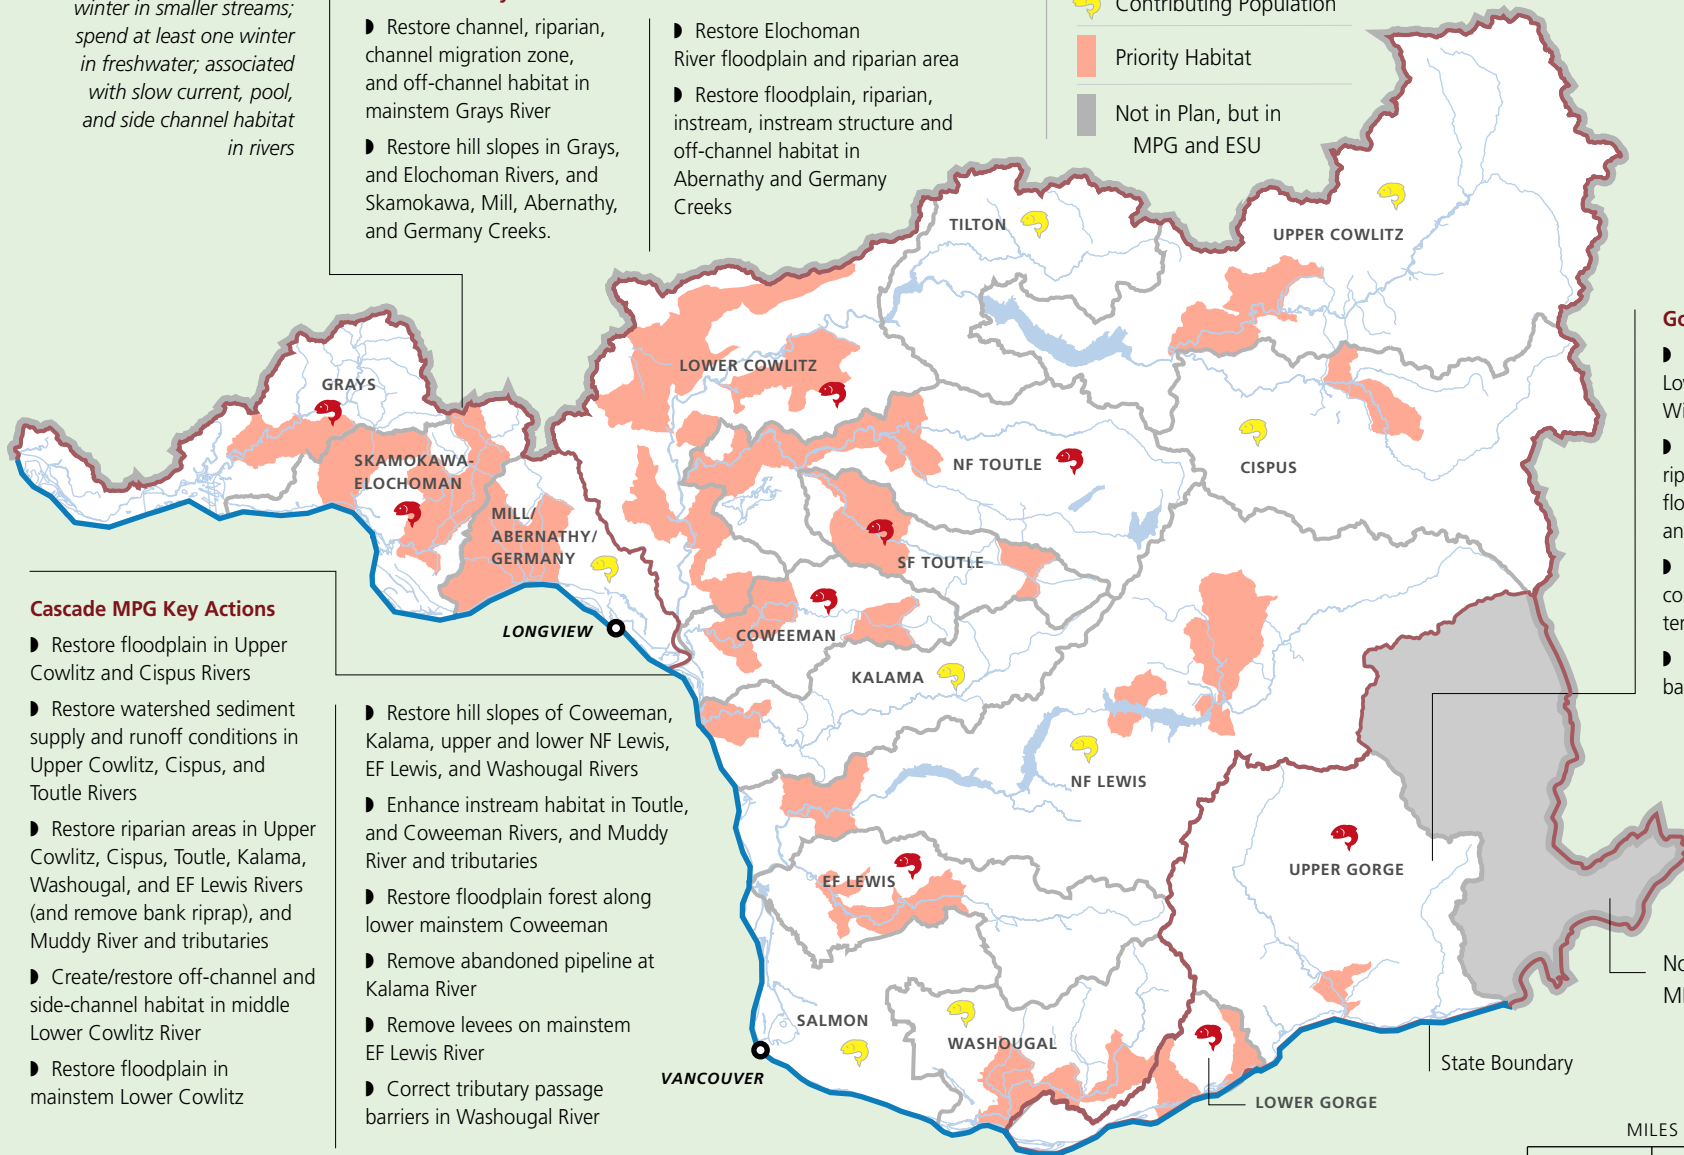 winter in smaller streams;
spend at least one winter
in freshwater; associated
with slow current, pool,
and side channel habitat
in rivers
◗ Restore channel, riparian,
channel migration zone,
and off-channel habitat in
mainstem Grays River
◗ Restore hill slopes in Grays,
and Elochoman Rivers, and
Skamokawa, Mill, Abernathy,
and Germany Creeks.
◗ Restore Elochoman
River floodplain and riparian area
◗ Restore floodplain, riparian,
instream, instream structure and
off-channel habitat in
Abernathy and Germany
Creeks
Contributing Population
Priority Habitat
Not in Plan, but in
MPG and ESU
TILTON
UPPER COWLITZ
LOWER COWLITZ
GRAYS
SKAMOKAWA-
ELOCHOMAN
MILL/
ABERNATHY/
GERMANY
NF TOUTLE
CISPUS
SF TOUTLE
COWEEMAN
KALAMA
NF LEWIS
EF LEWIS
UPPER GORGE
SALMON
WASHOUGAL
LOWER GORGE
LONGVIEW
VANCOUVER
State Boundary
MILES
Cascade MPG Key Actions
◗ Restore floodplain in Upper
Cowlitz and Cispus Rivers
◗ Restore watershed sediment
supply and runoff conditions in
Upper Cowlitz, Cispus, and
Toutle Rivers
◗ Restore riparian areas in Upper
Cowlitz, Cispus, Toutle, Kalama,
Washougal, and EF Lewis Rivers
(and remove bank riprap), and
Muddy River and tributaries
◗ Create/restore off-channel and
side-channel habitat in middle
Lower Cowlitz River
◗ Restore floodplain in
mainstem Lower Cowlitz
◗ Restore hill slopes of Coweeman,
Kalama, upper and lower NF Lewis,
EF Lewis, and Washougal Rivers
◗ Enhance instream habitat in Toutle,
and Coweeman Rivers, and Muddy
River and tributaries
◗ Restore floodplain forest along
lower mainstem Coweeman
◗ Remove abandoned pipeline at
Kalama River
◗ Remove levees on mainstem
EF Lewis River
◗ Correct tributary passage
barriers in Washougal River